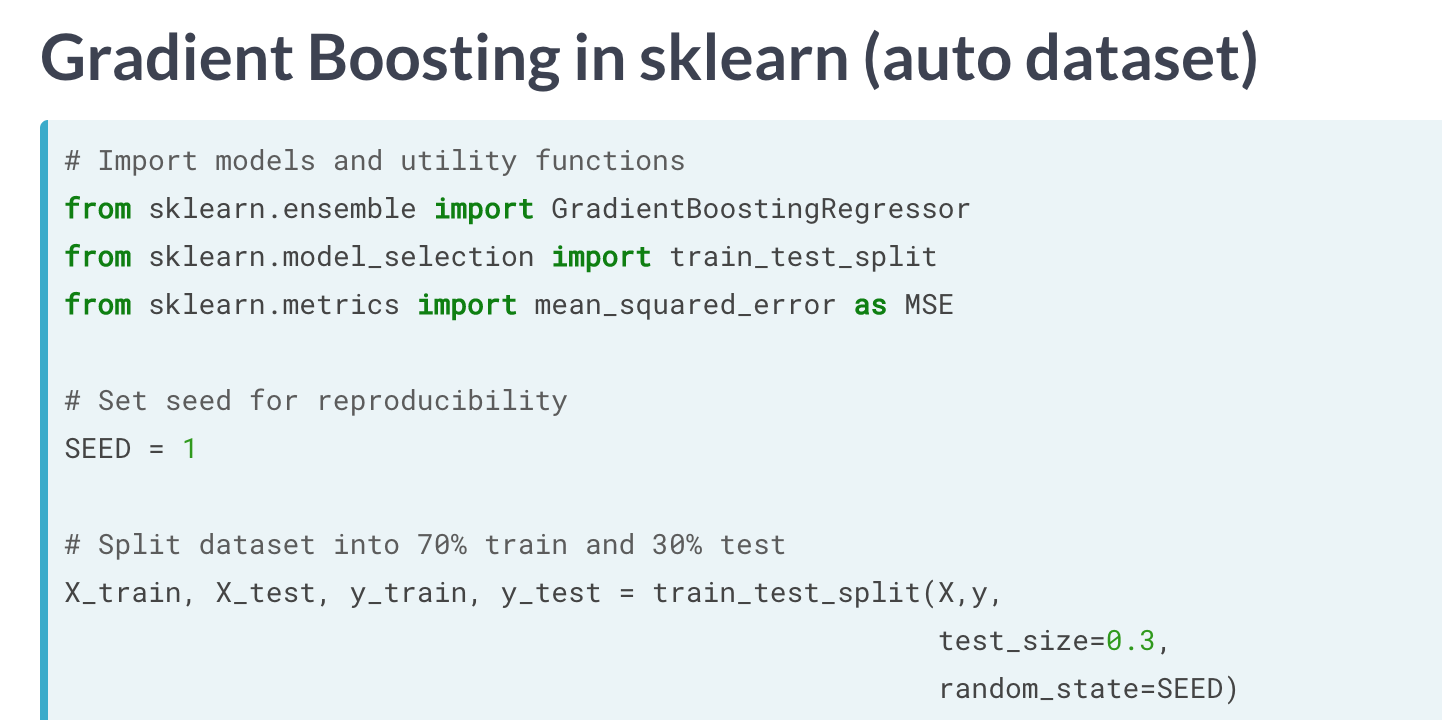 Gradient Boosting in sklearn (auto dataset)
# Import models and utility functions
from sklearn.ensemble import GradientBoostingRegressor
from sklearn.model_selection import train_test_split
from sklearn.metrics import mean_squared_error as MSE
# Set seed for reproducibility
SEED = 1
# Split dataset into 70% train and 30% test
X_train, X_test, y_train, y_test = train_test_split(X,y,
test_size=0.3,
random_state=SEED)